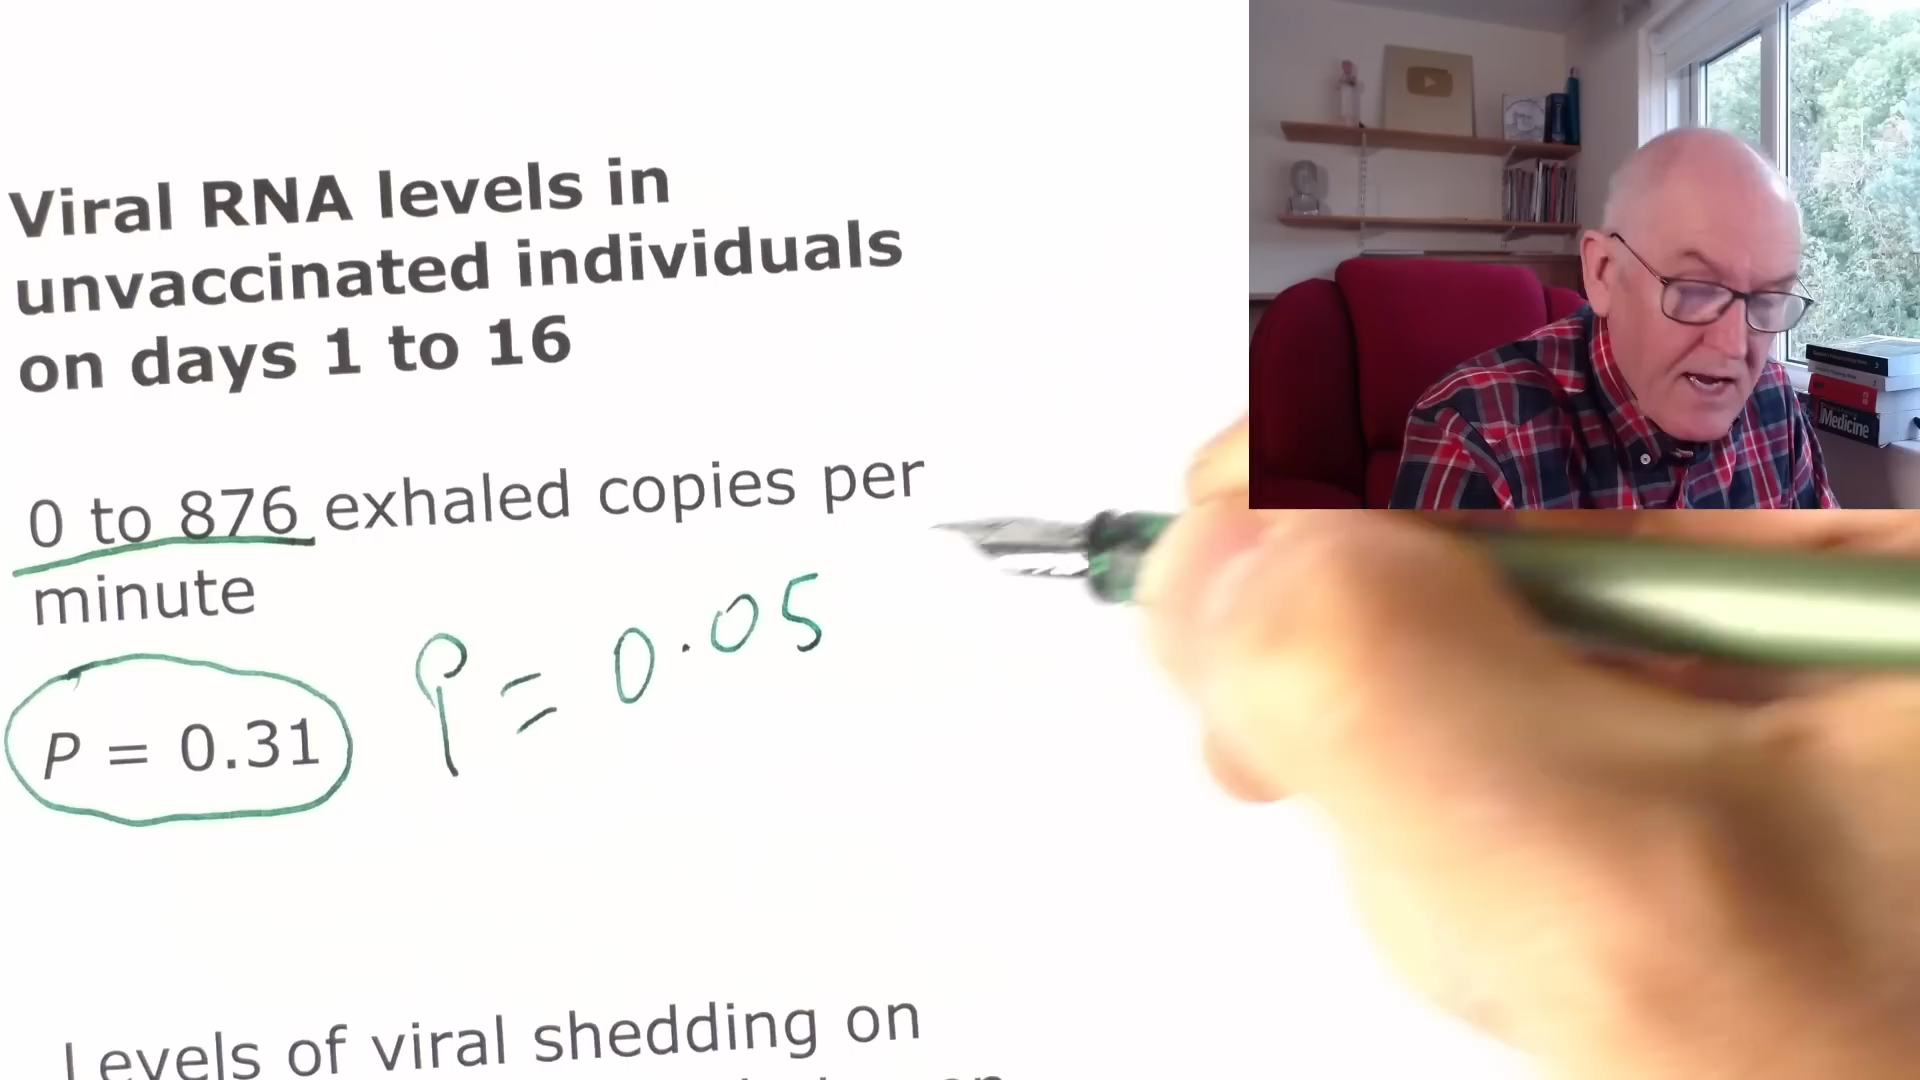 Viral RNA levels in
unvaccinated individuals
on days 1 to 16
0 to 876 exhaled copies per
minute
P = 0.31
P = 0.05
Levels of viral shedding on
Medicine